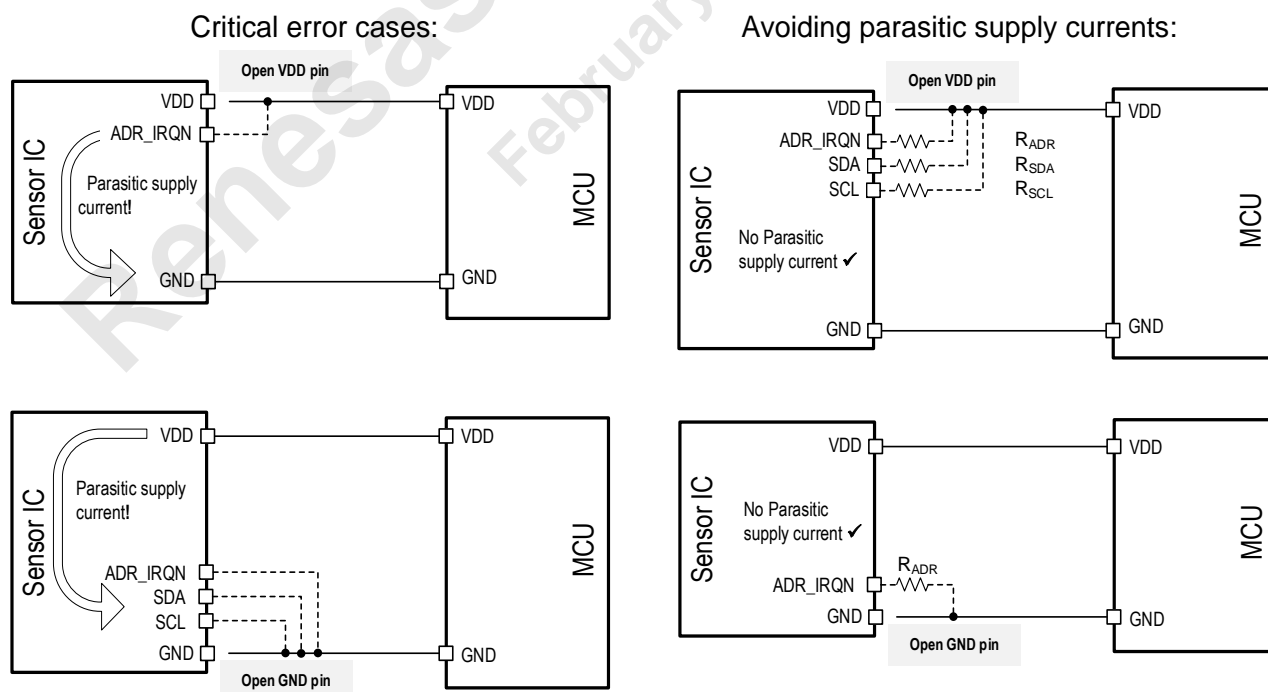 Critical error cases:
Open VDD pin
VDD
ADR_IRQN
Parasitic supply
current!
GND
Sensor IC
VDD
GND
MCU
Avoiding parasitic supply currents:
Open VDD pin
VDD
ADR_IRQN
SDA
SCL
RADR
RSDA
RSCL
No Parasitic
supply current ✓
GND
Sensor IC
VDD
GND
MCU
VDD
Parasitic supply
current!
ADR_IRQN
SDA
SCL
GND
Open GND pin
Sensor IC
VDD
GND
MCU
VDD
No Parasitic
supply current ✓
RADR
ADR_IRQN
GND
Open GND pin
Sensor IC
VDD
GND
MCU
Renesas
February